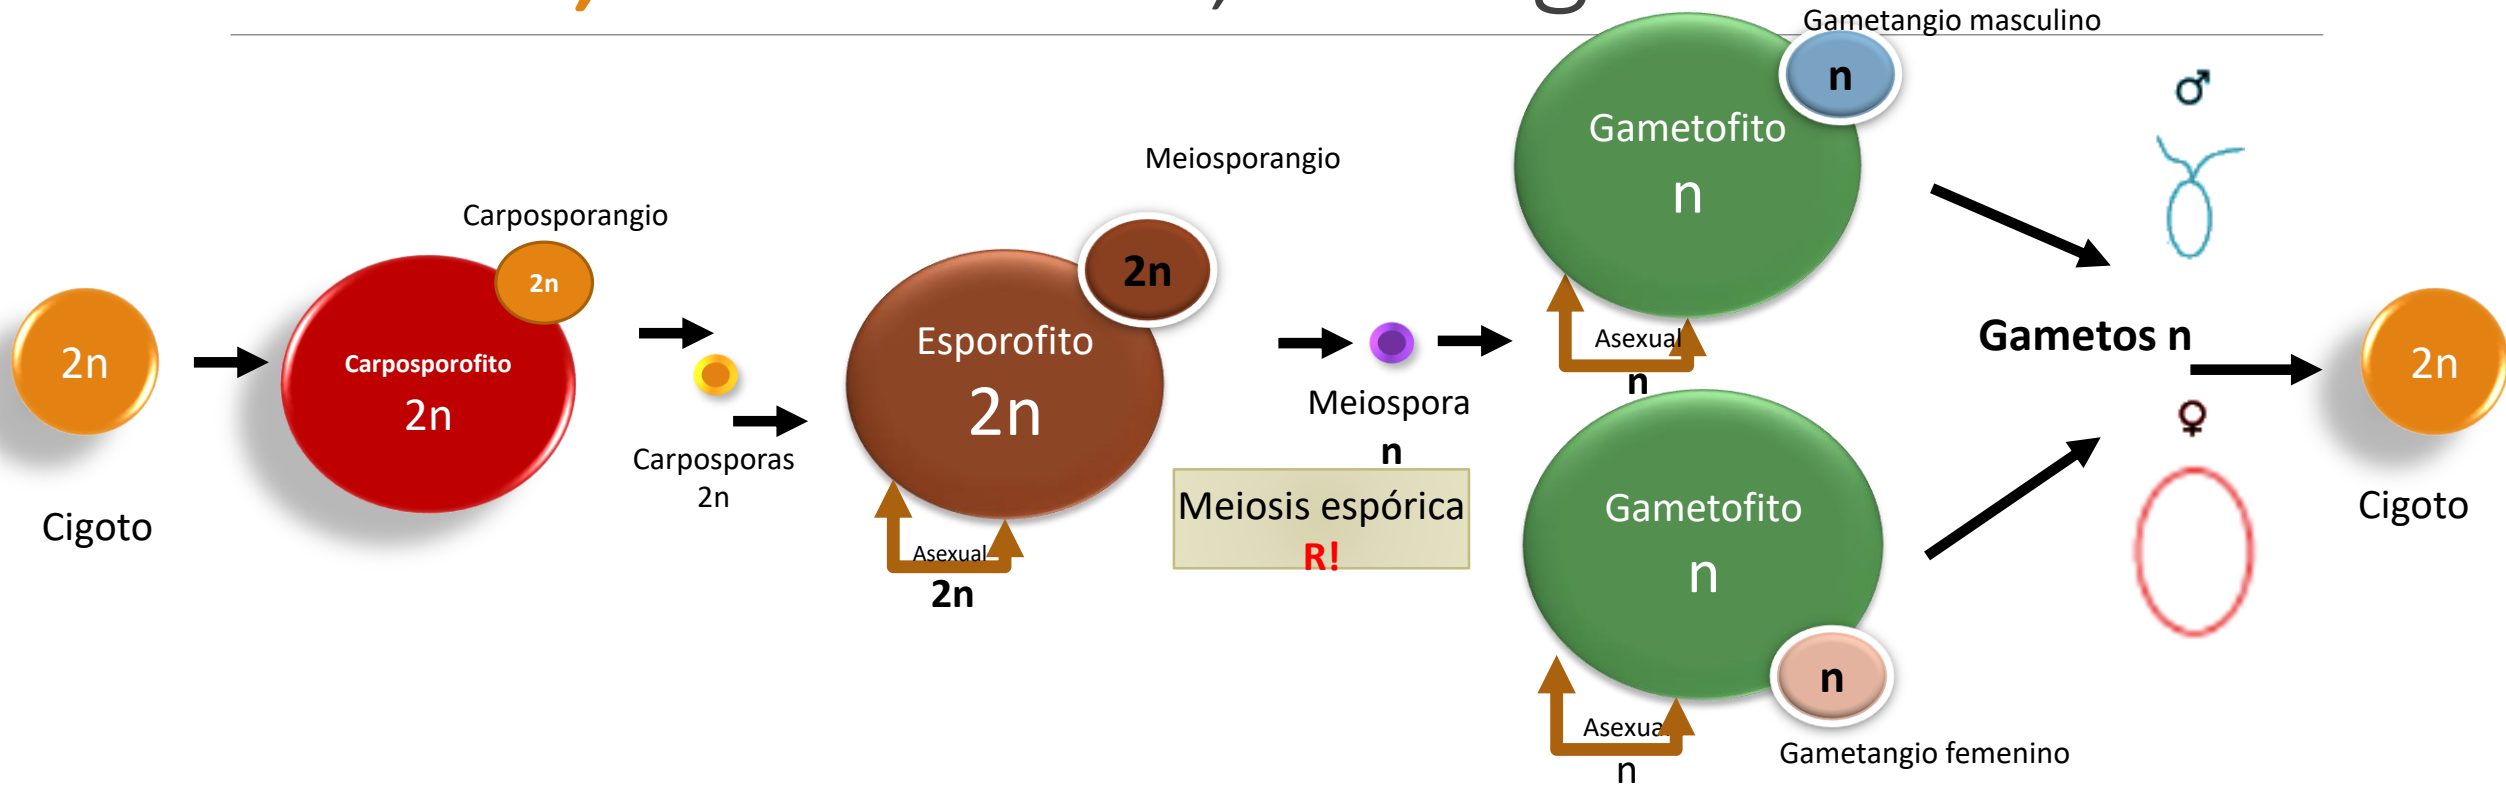 Gametangio masculino
n
Gametofito
n
Meiosporangio
Carposporangio
2n
2n
Esporofito
2n
Asexual
n
Gametos n
2n
Carposporofito
2n
2n
Meiospora
n
Carposporas
2n
Meiosis espórica
R!
Gametofito
n
Cigoto
Cigoto
Asexual
2n
n
Asexua
n
Gametangio femenino